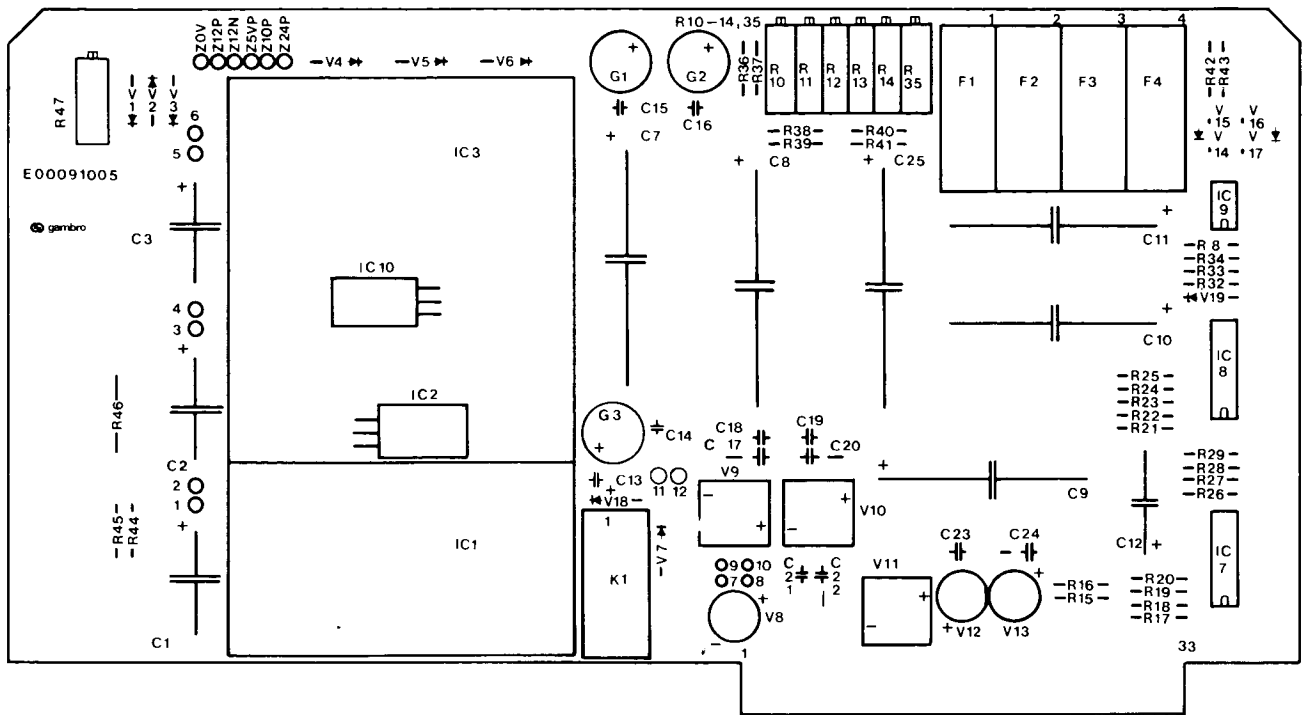 R10-14,35
1 2 3 4
Z0V
Z12P
Z12N
Z5VP
Z10P
Z24P
R47
V1
V2
V3
V4
V5
V6
6
5
E00091005
gambro
C3
4
3
R46
C2
2
1
R45
R44
C1
IC3
IC10
IC2
IC1
G1
G2
C15
C16
C7
R36
R37
R10
R11
R12
R13
R14
R35
R38
R39
R40
R41
C8
C25
F1
F2
F3
F4
R42
R43
V15
V16
V14
V17
IC9
C11
R8
R34
R33
R32
V19
C10
IC8
R25
R24
R23
R22
R21
G3
C14
C13
11 12
V18
1
K1
V7
C18
C17
C19
C20
V9
V10
C9
R29
R28
R27
R26
C12
IC7
9 10
7 8
V8
1
C21
C22
V11
C23
C24
V12
V13
R16
R15
R20
R19
R18
R17
33